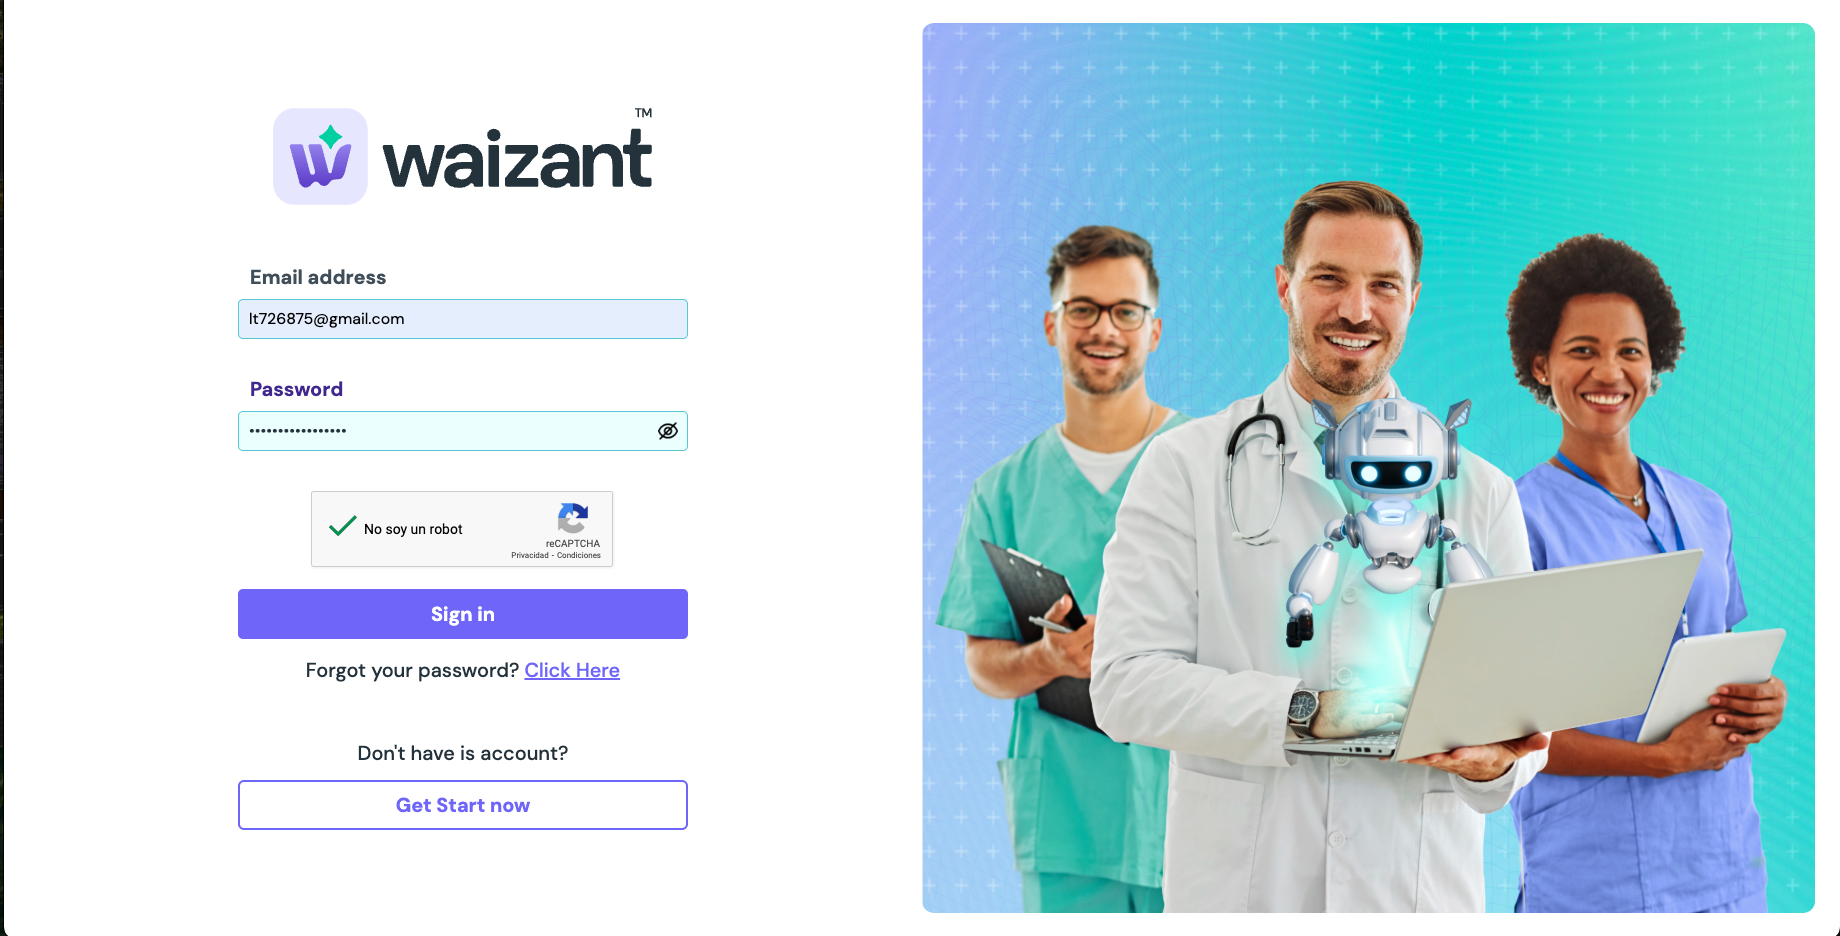 waizant™
Email address
lt726875@gmail.com
Password
•••••••••••••••••
No soy un robot
reCAPTCHA
Privacidad - Condiciones
Sign in
Forgot your password? Click Here
Don't have is account?
Get Start now